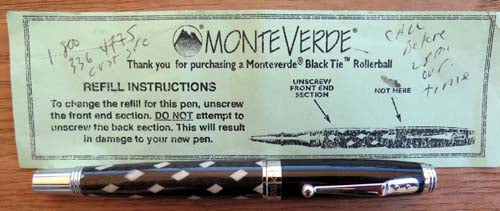 1-800
336 4775
cust svc
MONTEVERDE®
Thank you for purchasing a Monteverde® Black Tie™ Rollerball
REFILL INSTRUCTIONS
To change the refill for this pen, unscrew
the front end section. DO NOT attempt to
unscrew the back section. This will result
in damage to your new pen.
UNSCREW
FRONT END
SECTION
NOT HERE
CALL
Before
our
time